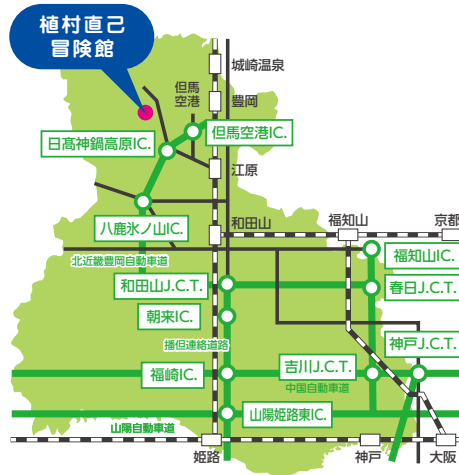 植村直己
冒険館
城崎温泉
但馬
空港
豊岡
但馬空港IC.
日高神鍋高原IC.
江原
八鹿氷ノ山IC.
和田山
福知山
京都
北近畿豊岡自動車道
福知山IC.
和田山J.C.T.
春日J.C.T.
朝来IC.
播但連絡道路
神戸J.C.T.
福崎IC.
吉川J.C.T.
中国自動車道
山陽姫路東IC.
山陽自動車道
姫路
神戸
大阪